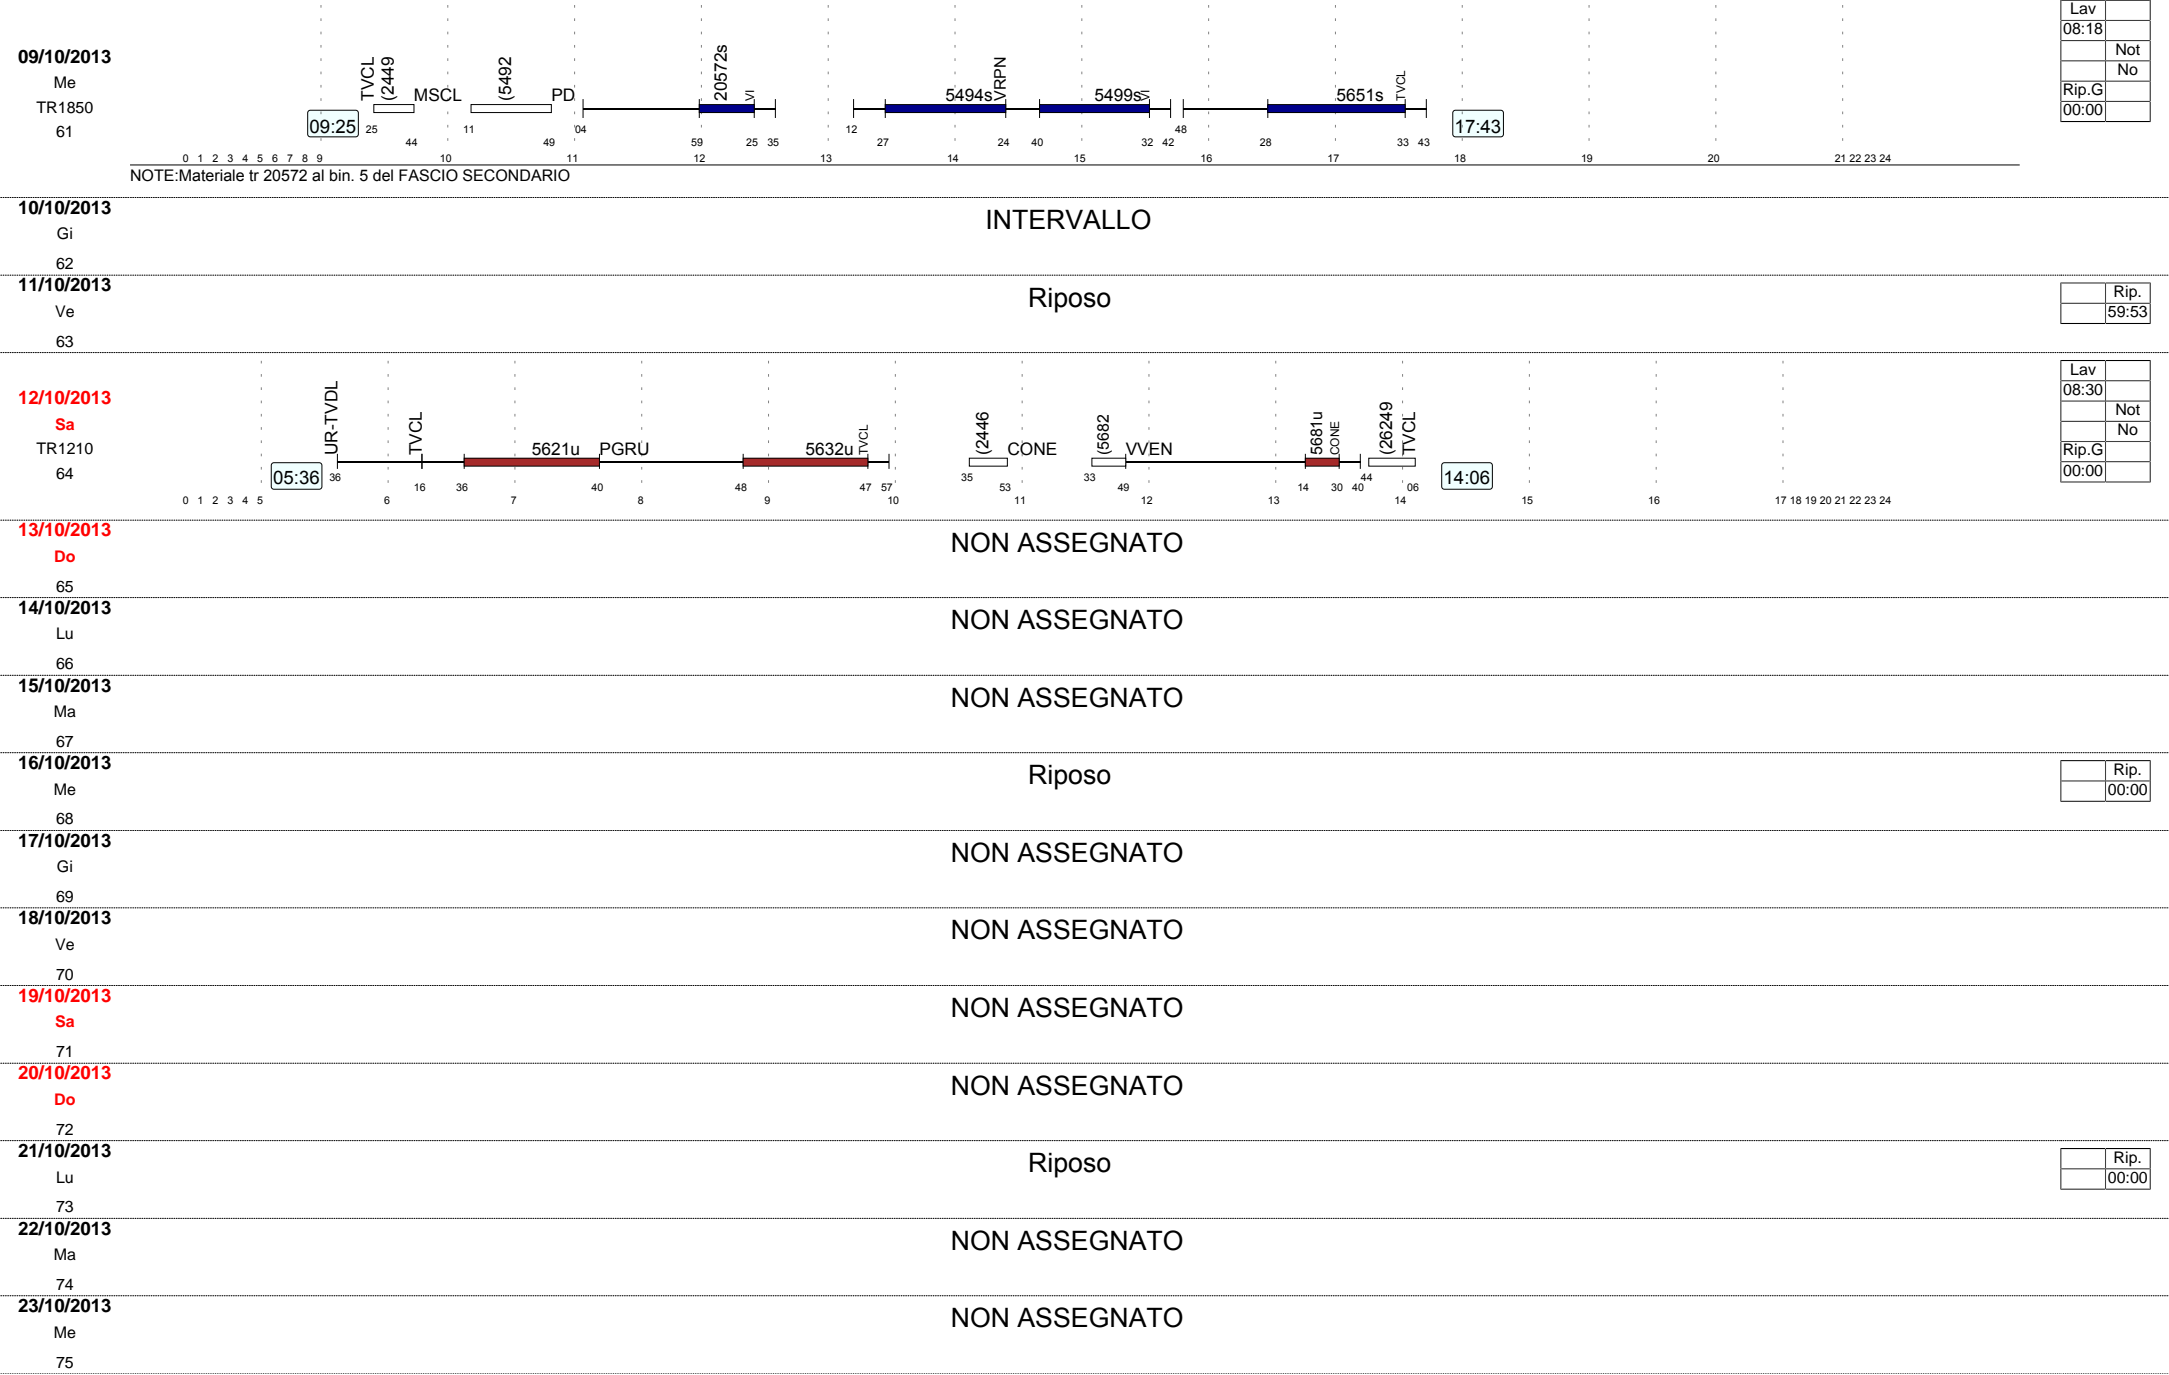 Lav
08:18
Not
No
Rip.G
00:00
09/10/2013
Me
TR1850
61
09:25
TVCL (2449 MSCL (5492 PD 20572s VI 5494s VRPN 5499s VI 5651s TVCL
17:43
25 44 11 49 04 59 25 35 12 27 24 40 32 42 48 28 33 43
0 1 2 3 4 5 6 7 8 9 10 11 12 13 14 15 16 17 18 19 20 21 22 23 24
NOTE:Materiale tr 20572 al bin. 5 del FASCIO SECONDARIO
10/10/2013
Gi
62
INTERVALLO
11/10/2013
Ve
63
Riposo
Rip.
59:53
12/10/2013
Sa
TR1210
64
05:36
UR-TVDL TVCL 5621u PGRU 5632u TVCL (2446 CONE (5682 VVEN 5681u CONE (26249 TVCL
14:06
36 16 36 40 48 47 57 35 53 33 49 14 30 40 44 06
0 1 2 3 4 5 6 7 8 9 10 11 12 13 14 15 16 17 18 19 20 21 22 23 24
Lav
08:30
Not
No
Rip.G
00:00
13/10/2013
Do
65
NON ASSEGNATO
14/10/2013
Lu
66
NON ASSEGNATO
15/10/2013
Ma
67
NON ASSEGNATO
16/10/2013
Me
68
Riposo
Rip.
00:00
17/10/2013
Gi
69
NON ASSEGNATO
18/10/2013
Ve
70
NON ASSEGNATO
19/10/2013
Sa
71
NON ASSEGNATO
20/10/2013
Do
72
NON ASSEGNATO
21/10/2013
Lu
73
Riposo
Rip.
00:00
22/10/2013
Ma
74
NON ASSEGNATO
23/10/2013
Me
75
NON ASSEGNATO